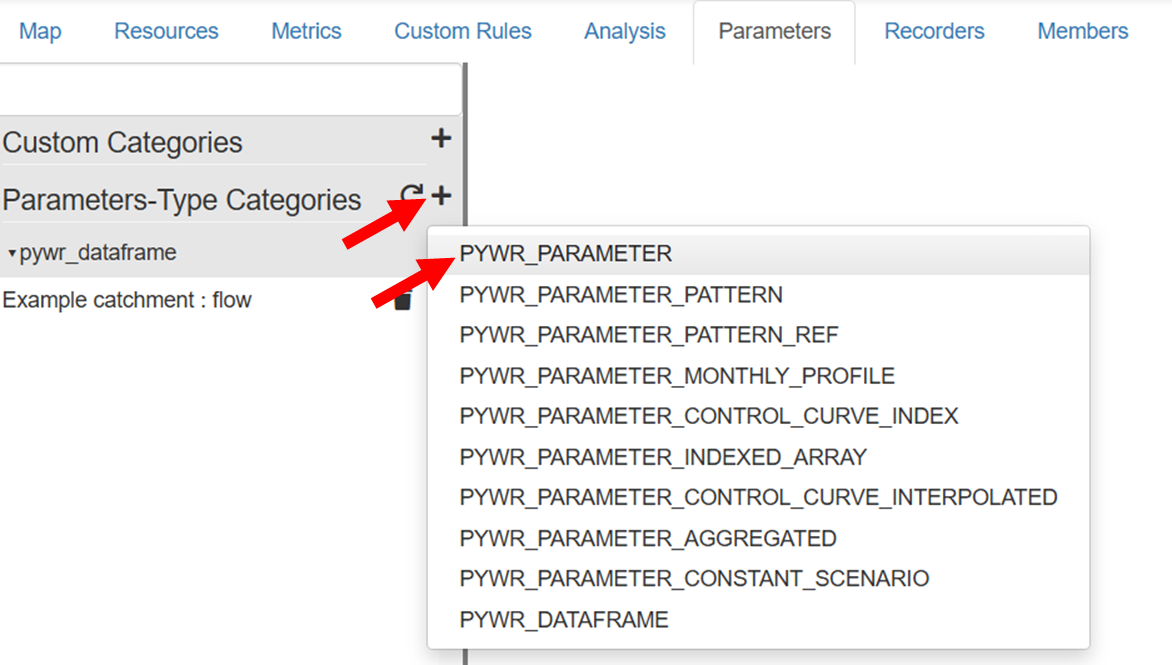 Map Resources Metrics Custom Rules Analysis Parameters Recorders Members
Custom Categories
Parameters-Type Categories
pywr_dataframe
Example catchment : flow
PYWR_PARAMETER
PYWR_PARAMETER_PATTERN
PYWR_PARAMETER_PATTERN_REF
PYWR_PARAMETER_MONTHLY_PROFILE
PYWR_PARAMETER_CONTROL_CURVE_INDEX
PYWR_PARAMETER_INDEXED_ARRAY
PYWR_PARAMETER_CONTROL_CURVE_INTERPOLATED
PYWR_PARAMETER_AGGREGATED
PYWR_PARAMETER_CONSTANT_SCENARIO
PYWR_DATAFRAME